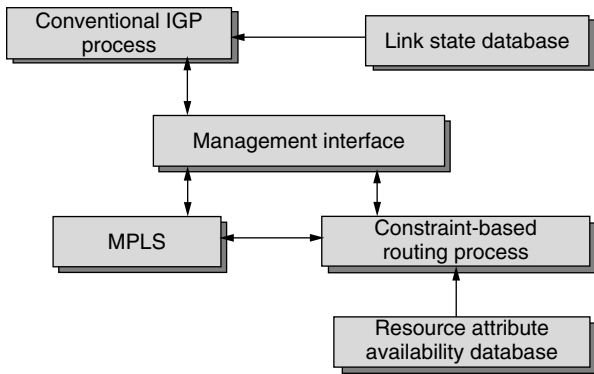 Conventional IGP
process
Link state database
Management interface
MPLS
Constraint-based
routing process
Resource attribute
availability database